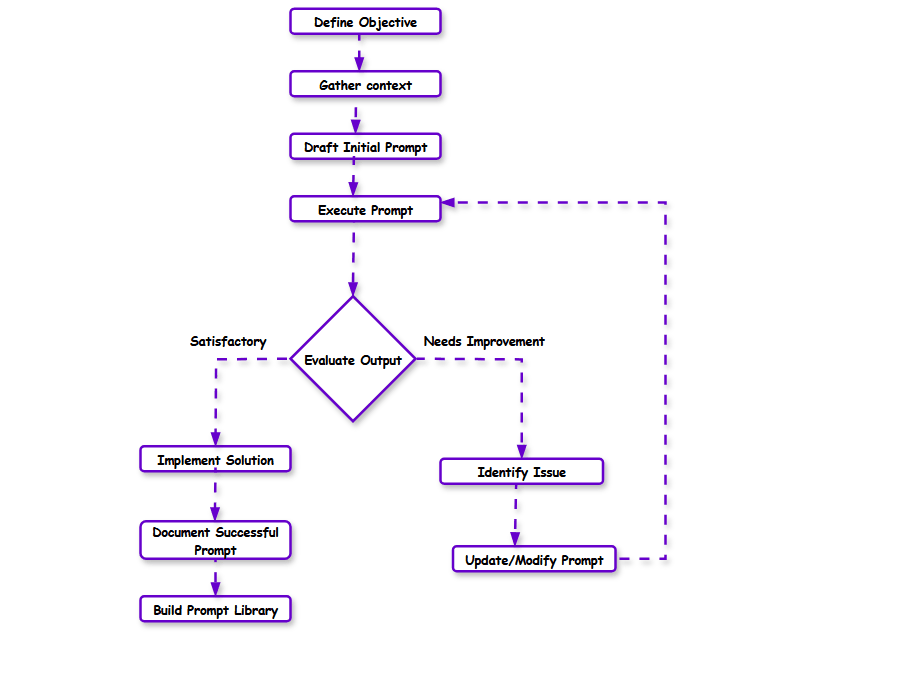 Define Objective
Gather context
Draft Initial Prompt
Execute Prompt
Satisfactory
Needs Improvement
Evaluate Output
Implement Solution
Identify Issue
Document Successful
Prompt
Update/Modify Prompt
Build Prompt Library